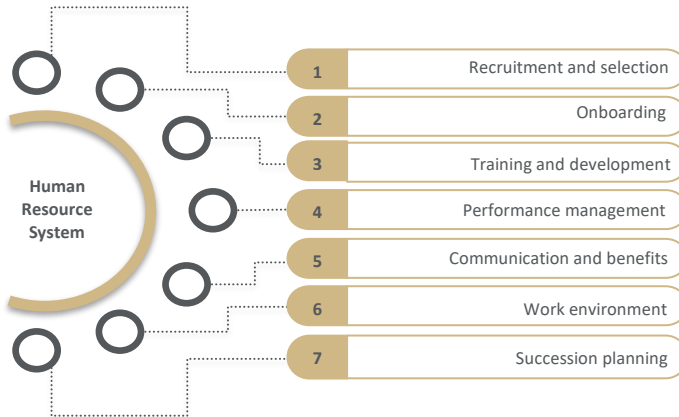 Human
Resource
System
1 Recruitment and selection
2 Onboarding
3 Training and development
4 Performance management
5 Communication and benefits
6 Work environment
7 Succession planning